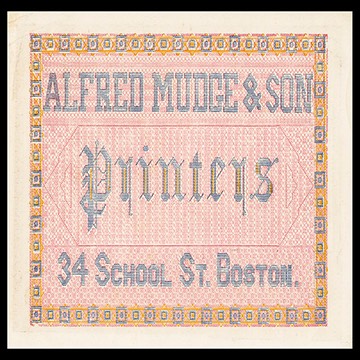 ALFRED MUDGE & SON
Printers
34 SCHOOL ST. BOSTON.